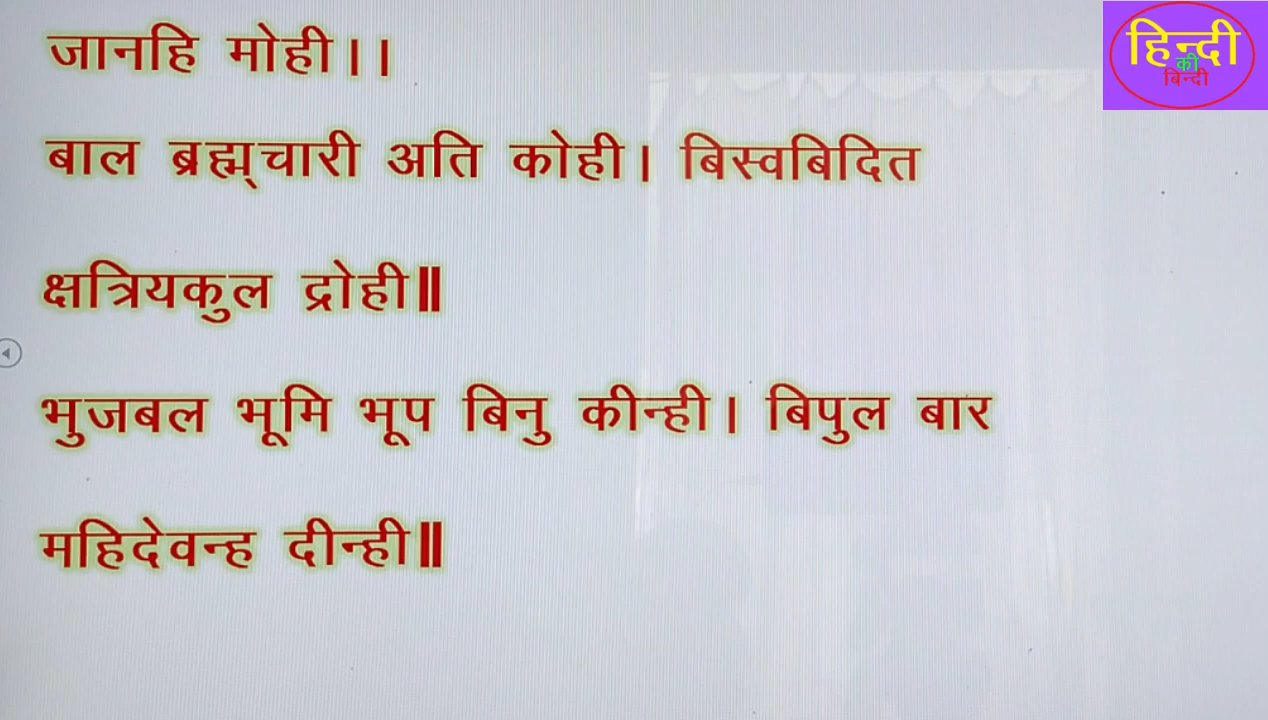 जानहि मोही।।
बाल ब्रह्म्चारी अति कोही। बिस्वबिदित
क्षत्रियकुल द्रोही॥
भुजबल भूमि भूप बिनु कीन्ही। बिपुल बार
महिदेवन्ह दीन्ही॥
हिन्दी
की
बिन्दी